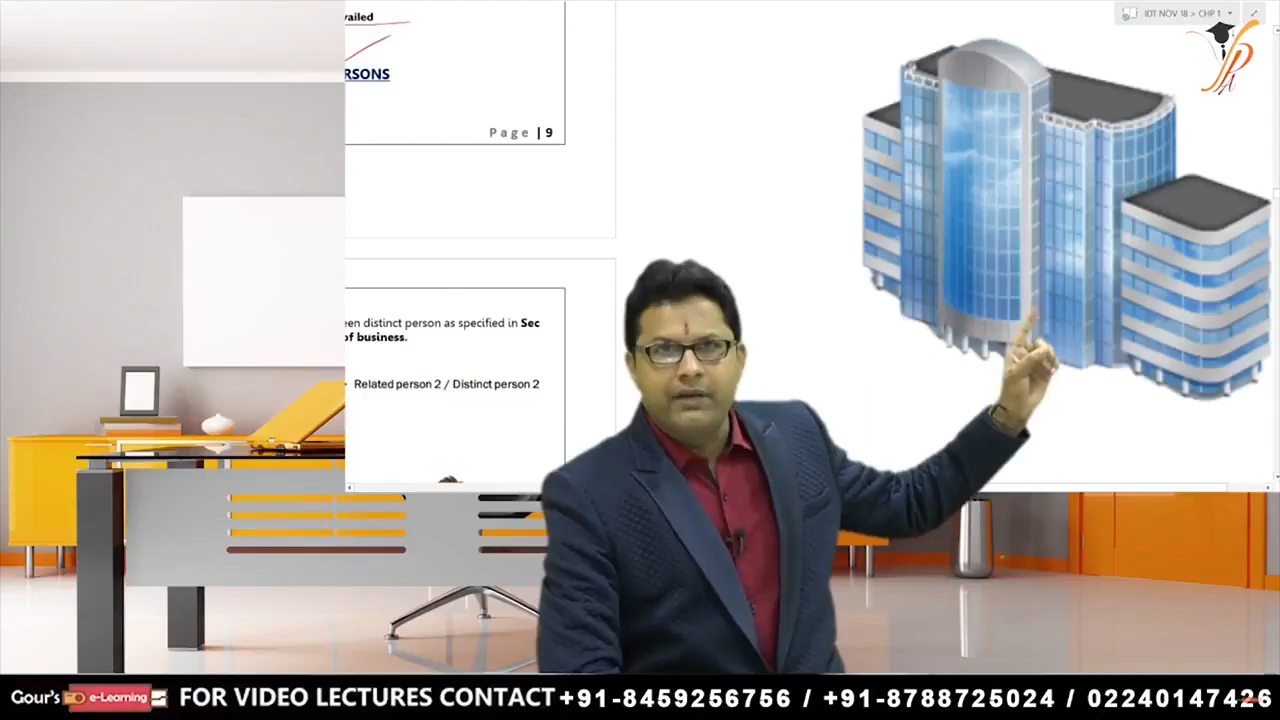 vailed
IDT NOV 18 > CHP 1
RSONS
Page | 9
een distinct person as specified in Sec
of business.
Related person 2 / Distinct person 2
Gour's e-Learning FOR VIDEO LECTURES CONTACT +91-8459256756 / +91-8788725024 / 02240147426